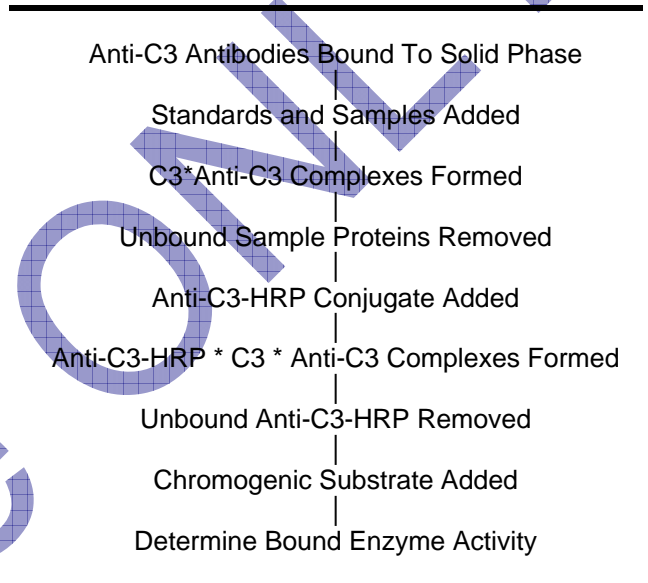 Anti-C3 Antibodies Bound To Solid Phase
|
Standards and Samples Added
|
C3*Anti-C3 Complexes Formed
|
Unbound Sample Proteins Removed
|
Anti-C3-HRP Conjugate Added
|
Anti-C3-HRP * C3 * Anti-C3 Complexes Formed
|
Unbound Anti-C3-HRP Removed
|
Chromogenic Substrate Added
|
Determine Bound Enzyme Activity